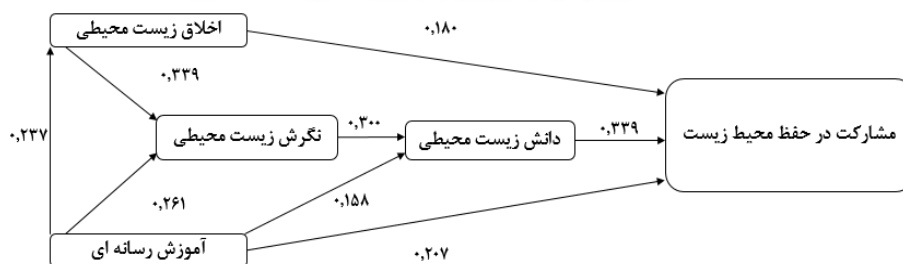 اخلاق زیست محیطی
۰,۱۸۰
۰,۳۳۹
۰,۲۳۷
نگرش زیست محیطی
۰,۳۰۰
دانش زیست محیطی
۰,۳۳۹
مشارکت در حفظ محیط زیست
۰,۲۶۱
۰,۱۵۸
آموزش رسانه ای
۰,۲۰۷